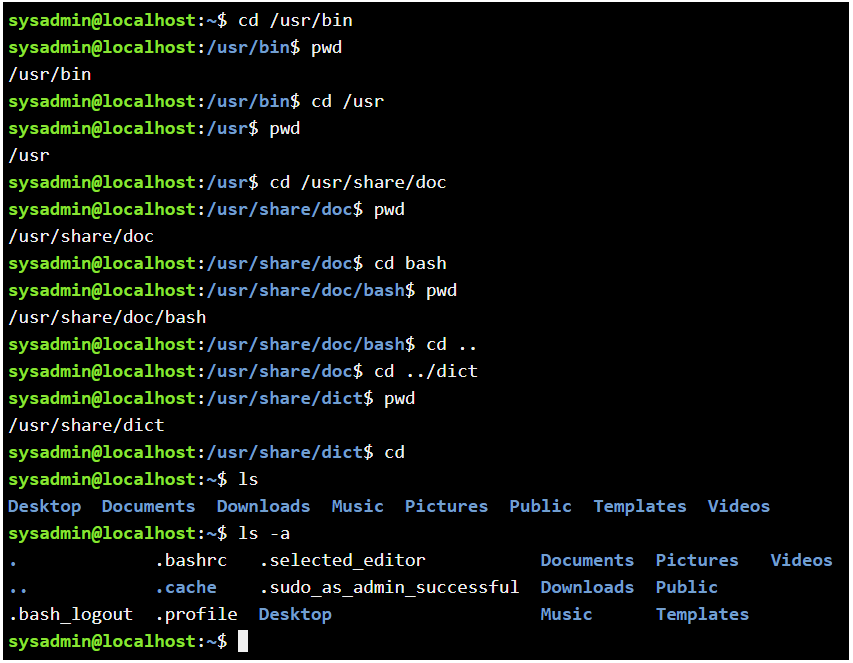 sysadmin@localhost:~$ cd /usr/bin
sysadmin@localhost:/usr/bin$ pwd
/usr/bin
sysadmin@localhost:/usr/bin$ cd /usr
sysadmin@localhost:/usr$ pwd
/usr
sysadmin@localhost:/usr$ cd /usr/share/doc
sysadmin@localhost:/usr/share/doc$ pwd
/usr/share/doc
sysadmin@localhost:/usr/share/doc$ cd bash
sysadmin@localhost:/usr/share/doc/bash$ pwd
/usr/share/doc/bash
sysadmin@localhost:/usr/share/doc/bash$ cd ..
sysadmin@localhost:/usr/share/doc$ cd ../dict
sysadmin@localhost:/usr/share/dict$ pwd
/usr/share/dict
sysadmin@localhost:/usr/share/dict$ cd
sysadmin@localhost:~$ ls
Desktop  Documents  Downloads  Music  Pictures  Public  Templates  Videos
sysadmin@localhost:~$ ls -a
.             .bashrc   .selected_editor           Documents  Pictures   Videos
..            .cache    .sudo_as_admin_successful  Downloads  Public
.bash_logout  .profile  Desktop                    Music      Templates
sysadmin@localhost:~$